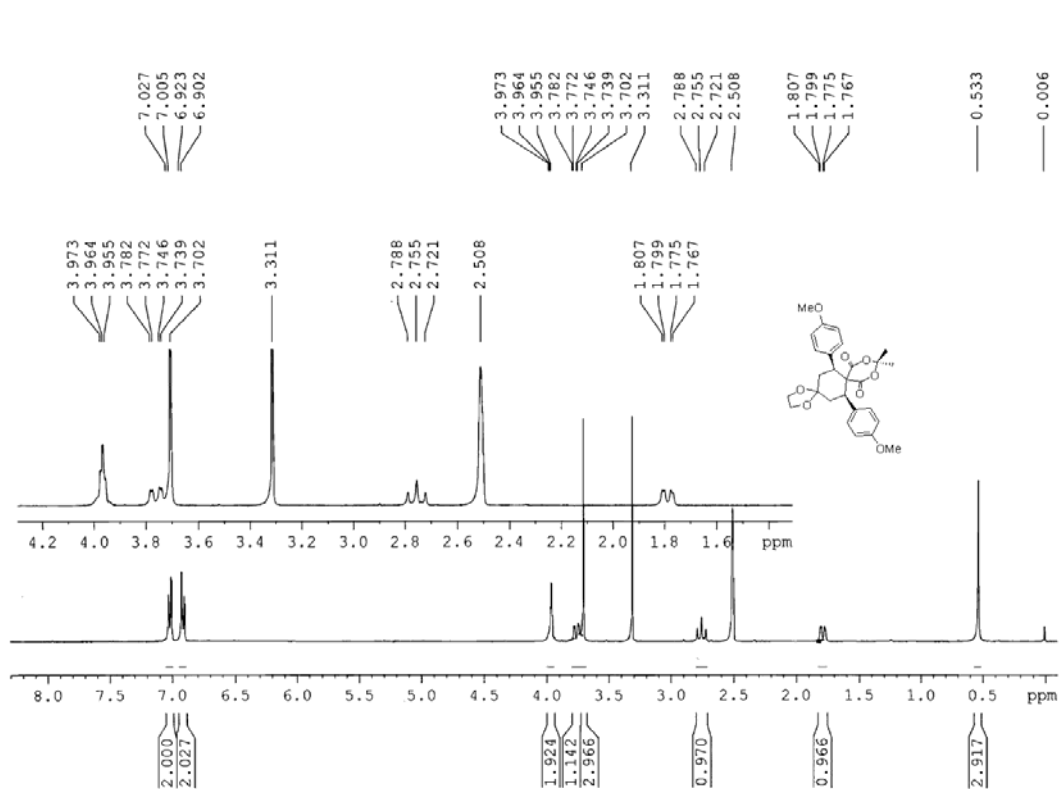 7.027 7.005 6.923 6.902 3.973 3.964 3.955 3.782 3.772 3.746 3.739 3.702 3.311 2.788 2.755 2.721 2.508 1.807 1.799 1.775 1.767 0.533 0.006
3.973 3.964 3.955 3.782 3.772 3.746 3.739 3.702 3.311 2.788 2.755 2.721 2.508 1.807 1.799 1.775 1.767
MeO
O O
O
O O
O
O
OMe
4.2 4.0 3.8 3.6 3.4 3.2 3.0 2.8 2.6 2.4 2.2 2.0 1.8 1.6 ppm
8.0 7.5 7.0 6.5 6.0 5.5 5.0 4.5 4.0 3.5 3.0 2.5 2.0 1.5 1.0 0.5 ppm
2.000 2.027 1.924 1.142 2.966 0.970 0.966 2.917